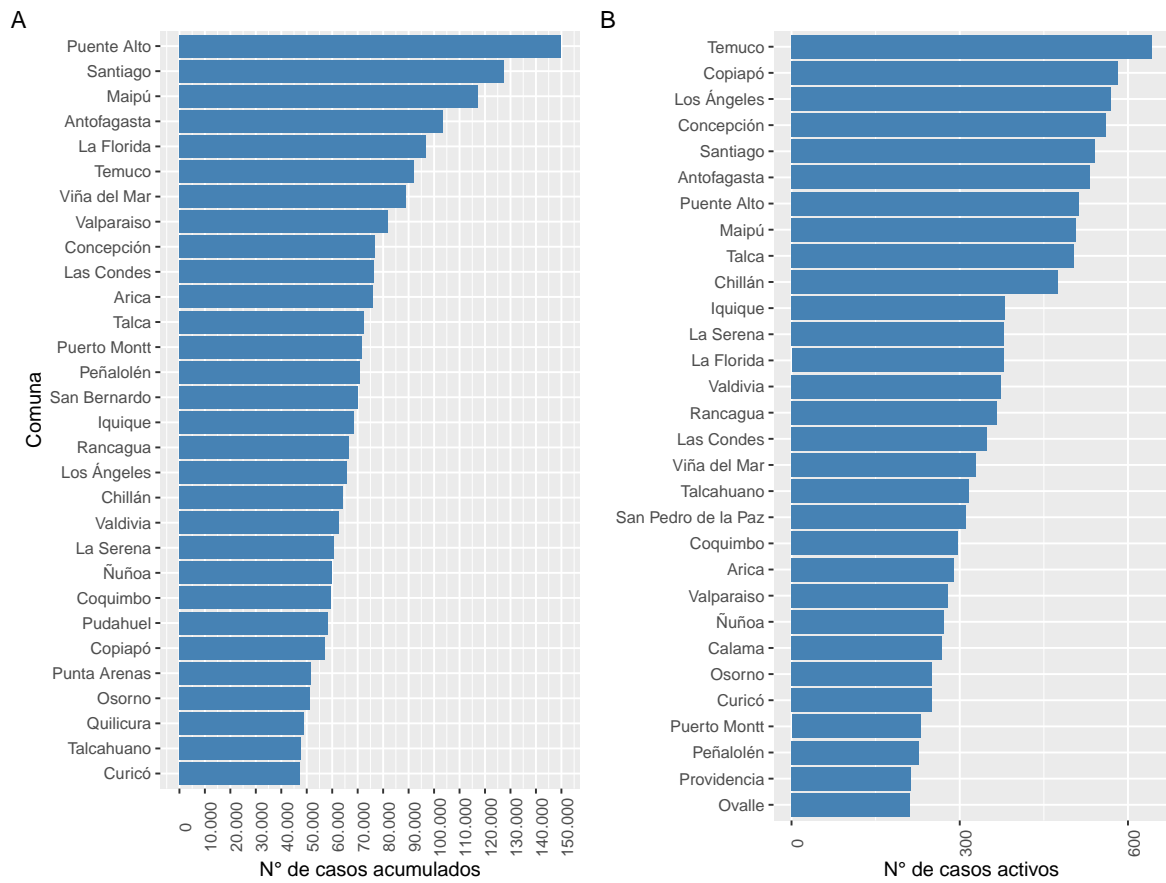 A
Puente Alto
Santiago
Maipú
Antofagasta
La Florida
Temuco
Viña del Mar
Valparaiso
Concepción
Las Condes
Arica
Talca
Puerto Montt
Peñalolén
San Bernardo
Iquique
Rancagua
Los Ángeles
Chillán
Valdivia
La Serena
Ñuñoa
Coquimbo
Pudahuel
Copiapó
Punta Arenas
Osorno
Quilicura
Talcahuano
Curicó
Comuna
0
10.000
20.000
30.000
40.000
50.000
60.000
70.000
80.000
90.000
100.000
110.000
120.000
130.000
140.000
150.000
N° de casos acumulados
B
Temuco
Copiapó
Los Ángeles
Concepción
Santiago
Antofagasta
Puente Alto
Maipú
Talca
Chillán
Iquique
La Serena
La Florida
Valdivia
Rancagua
Las Condes
Viña del Mar
Talcahuano
San Pedro de la Paz
Coquimbo
Arica
Valparaiso
Ñuñoa
Calama
Osorno
Curicó
Puerto Montt
Peñalolén
Providencia
Ovalle
0
300
600
N° de casos activos